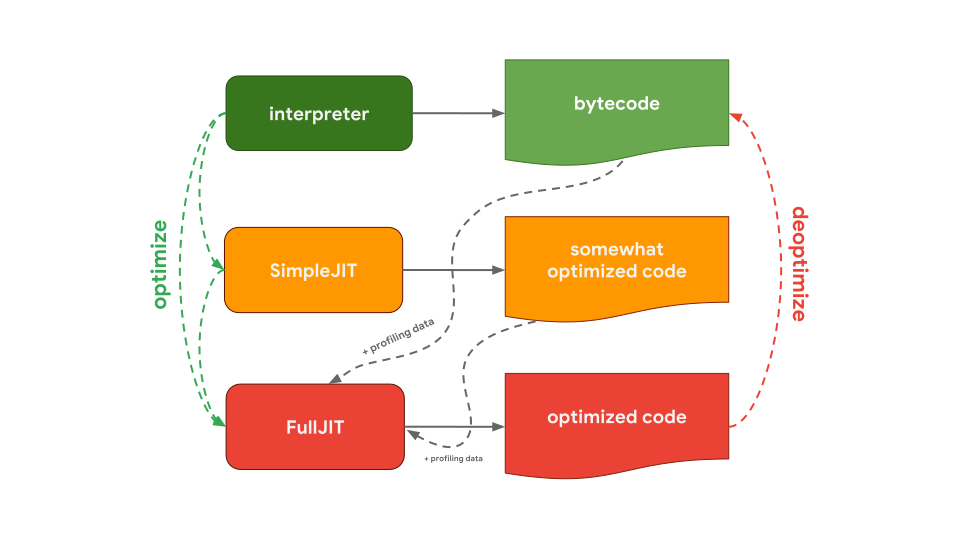 interpreter
bytecode
optimize
deoptimize
SimpleJIT
somewhat
optimized code
+ profiling data
FullJIT
optimized code
+ profiling data